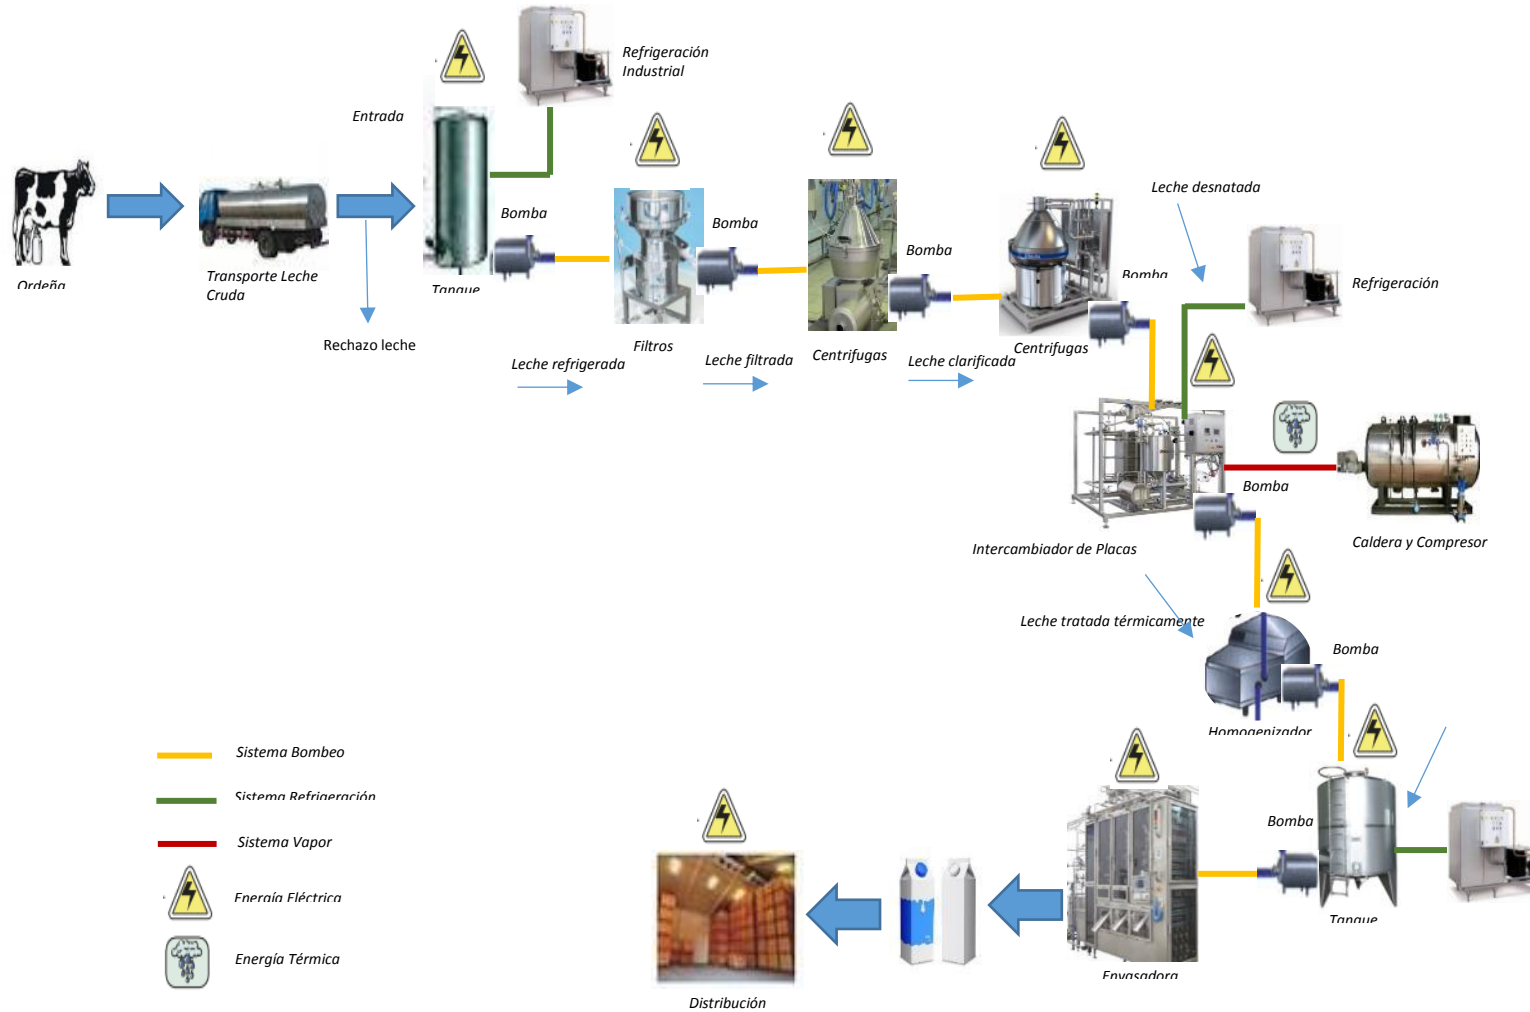 Refrigeración
Industrial
Entrada
Ordeña
Transporte Leche
Cruda
Rechazo leche
Tanque
Bomba
Leche refrigerada
Filtros
Bomba
Leche filtrada
Centrifugas
Bomba
Leche clarificada
Centrifugas
Bomba
Leche desnatada
Refrigeración
Bomba
Caldera y Compresor
Intercambiador de Placas
Leche tratada térmicamente
Bomba
Homogenizador
Bomba
Tanque
Envasadora
Distribución
Sistema Bombeo
Sistema Refrigeración
Sistema Vapor
Energía Eléctrica
Energía Térmica